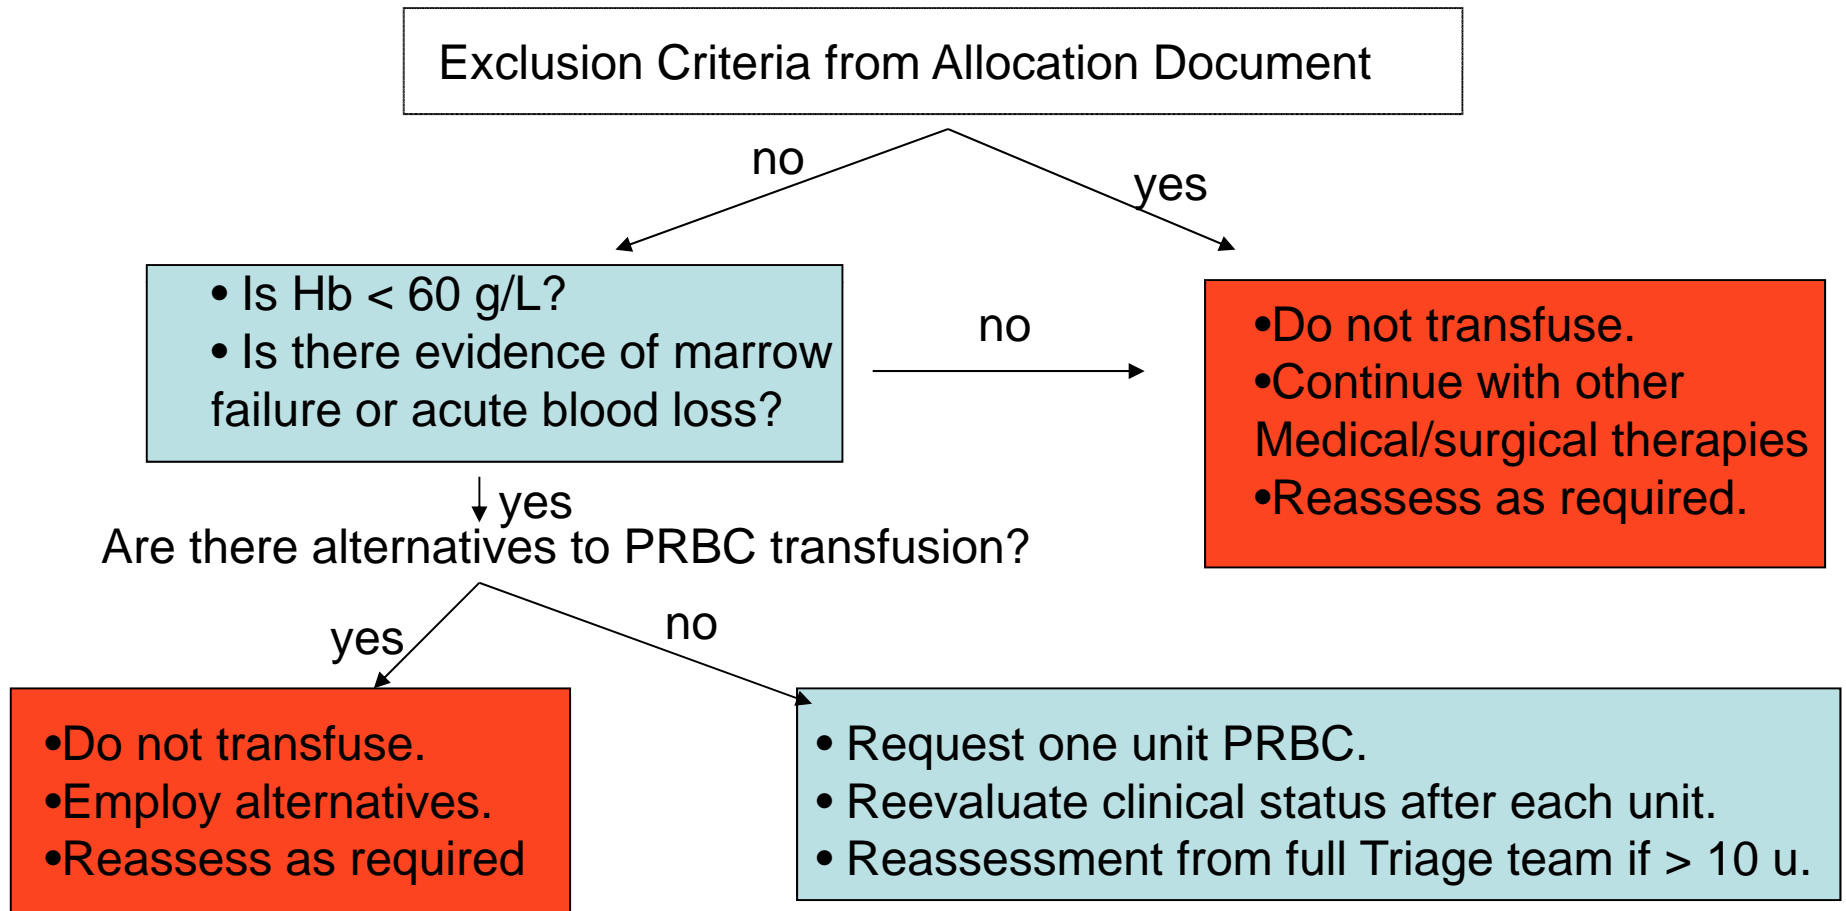 Exclusion Criteria from Allocation Document
no
yes
• Is Hb < 60 g/L?
• Is there evidence of marrow
failure or acute blood loss?
no
•Do not transfuse.
•Continue with other
Medical/surgical therapies
•Reassess as required.
yes
Are there alternatives to PRBC transfusion?
yes
no
•Do not transfuse.
•Employ alternatives.
•Reassess as required
• Request one unit PRBC.
• Reevaluate clinical status after each unit.
• Reassessment from full Triage team if > 10 u.